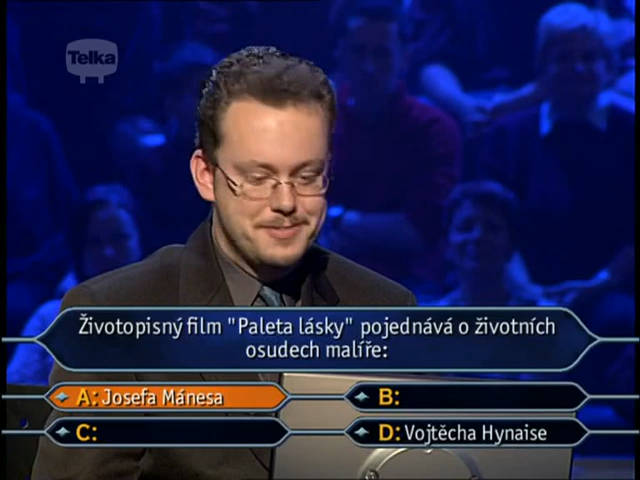 Telka
Životopisný film "Paleta lásky" pojednává o životních
osudech malíře:
A: Josefa Mánesa
B:
C:
D: Vojtěcha Hynaise